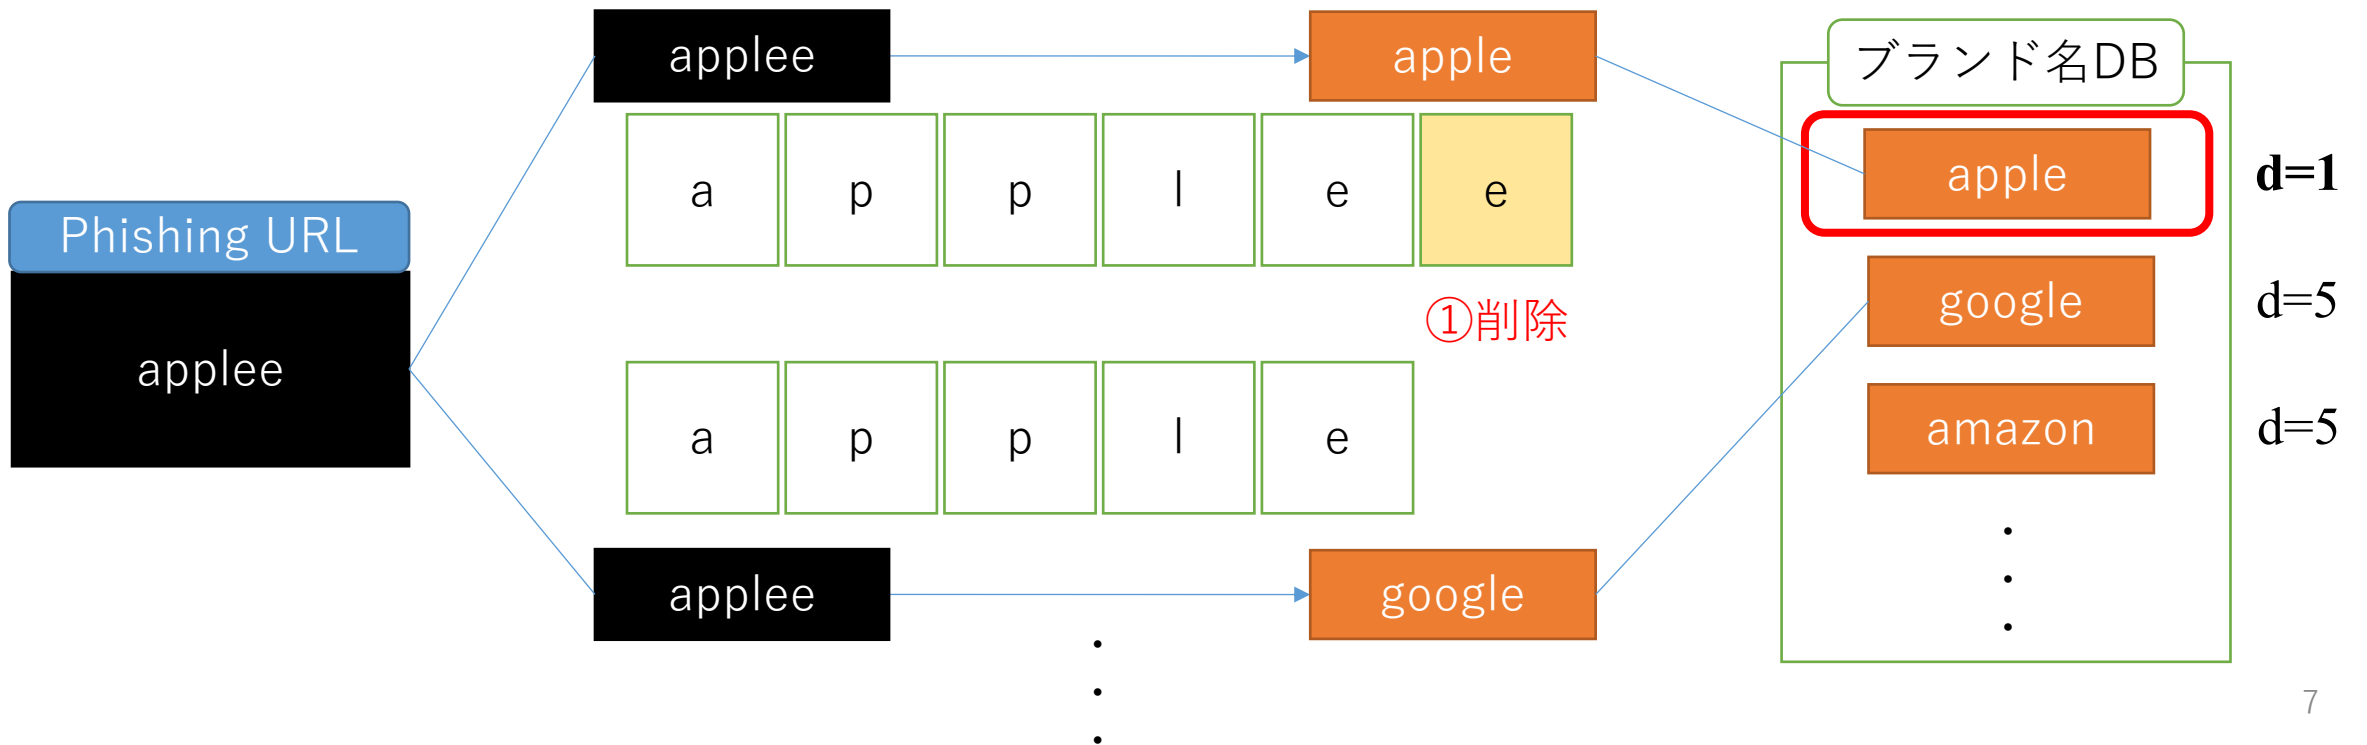 applee
apple
ブランド名DB
a
p
p
l
e
e
apple
d=1
Phishing URL
applee
①削除
google
d=5
a
p
p
l
e
amazon
d=5
・
・
・
applee
google
・
・
・
7